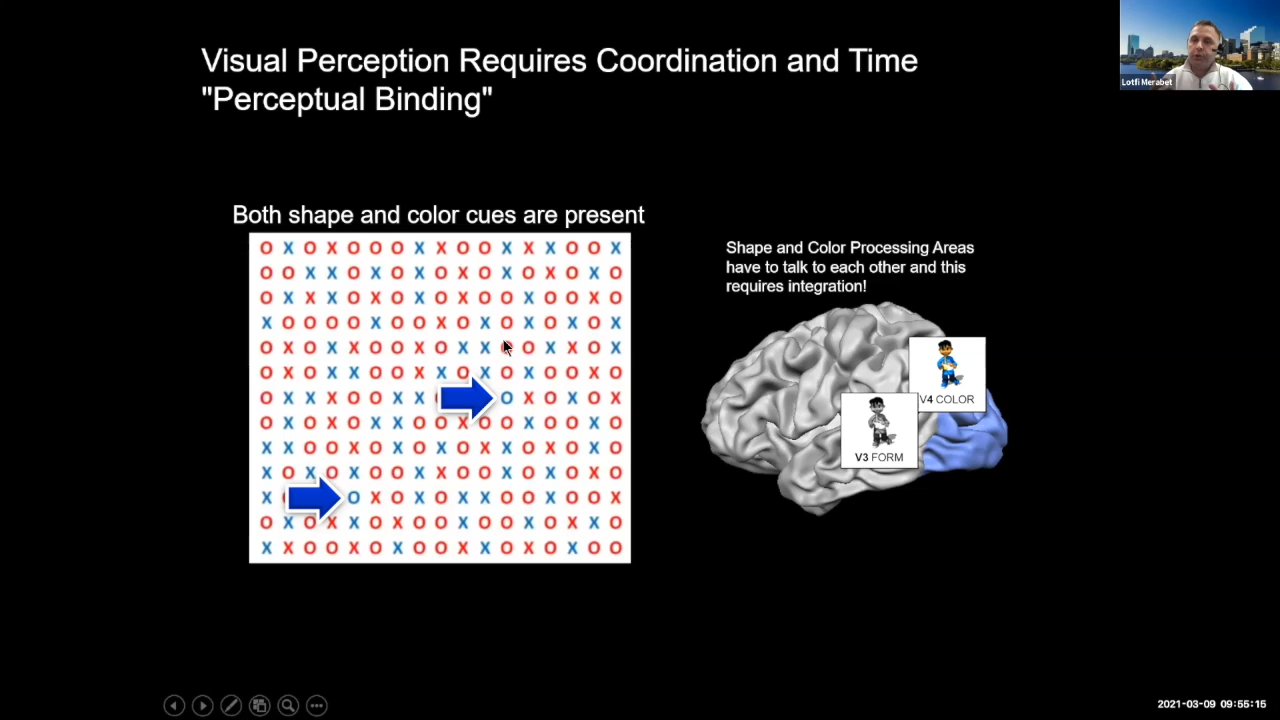 Visual Perception Requires Coordination and Time
"Perceptual Binding"
Lotfi Merabet
Both shape and color cues are present
O X O X O O O X X O O X X X O O X
O O X X O X O X O X O X O X O X O
O X X X O X O X O X O O X O O X O
X O O O O X O O X O X O X O X O X
O X O X X O O X O X X O O X X O X
O X O X X O O X X O X O X O O X O
O X X X O O X X O X O X O X
O X O X O X X O O X O O X O O X O
X X O O X O X O X O X X O X O X O
X O X O X O O X X O O X O X O X O
X O X O X O X X O O X O O X
O X O X X O X O O X O O X O X X O
X X O O X O X O O X X O X O X O O
Shape and Color Processing Areas
have to talk to each other and this
requires integration!
V4 COLOR
V3 FORM
2021-03-09 09:55:15